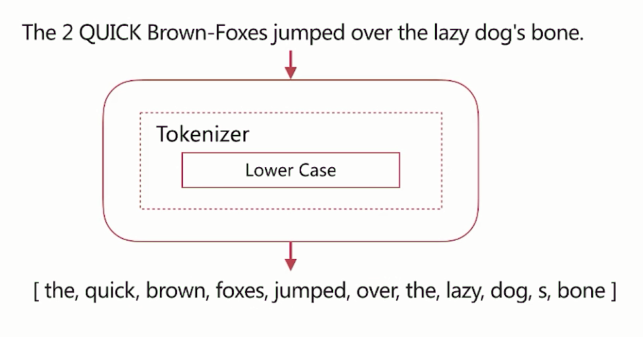 The 2 QUICK Brown-Foxes jumped over the lazy dog's bone.
Tokenizer
Lower Case
[ the, quick, brown, foxes, jumped, over, the, lazy, dog, s, bone ]